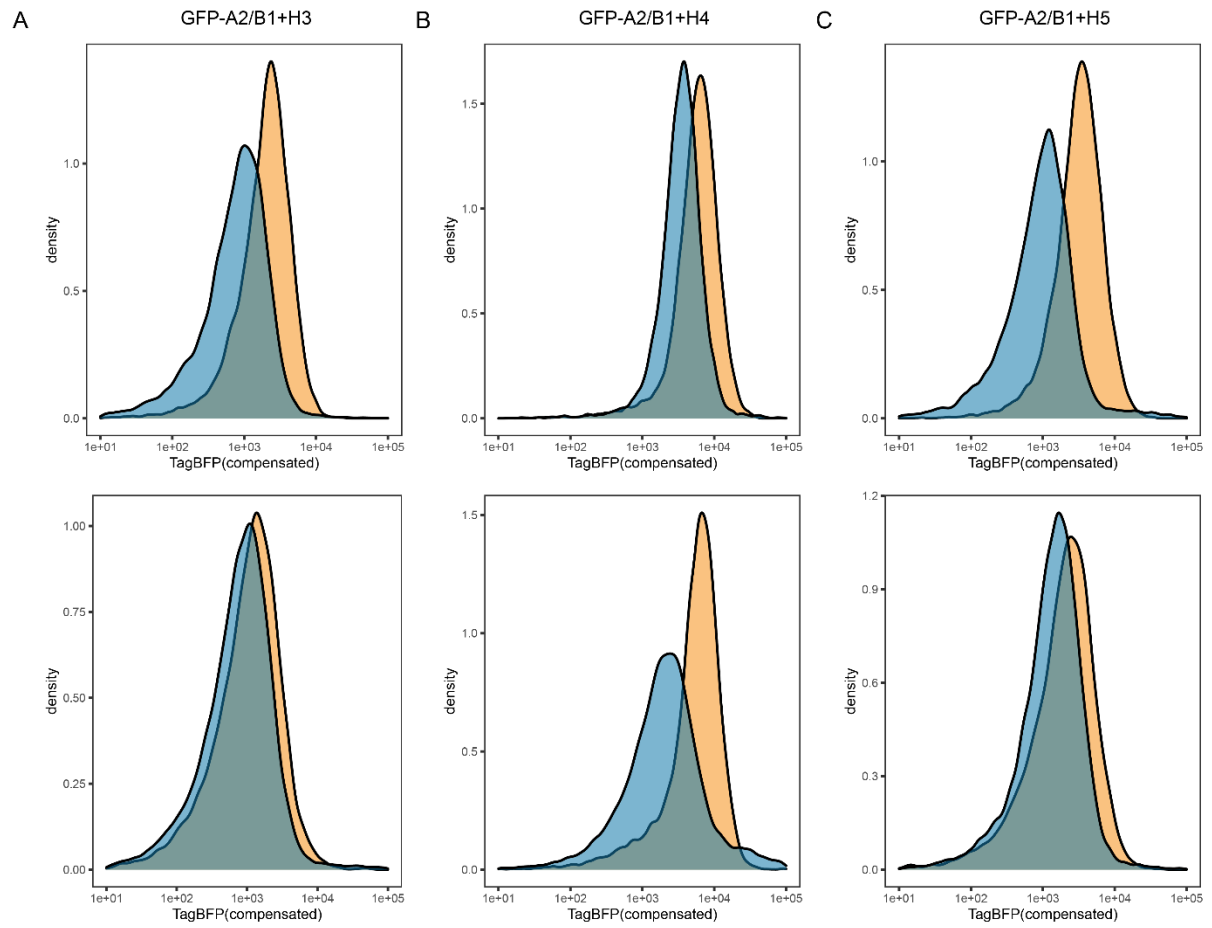 A GFP-A2/B1+H3 B GFP-A2/B1+H4 C GFP-A2/B1+H5
density
1.0
0.5
0.0
1e+01 1e+02 1e+03 1e+04 1e+05
TagBFP(compensated)
density
1.5
1.0
0.5
0.0
1e+01 1e+02 1e+03 1e+04 1e+05
TagBFP(compensated)
density
1.0
0.5
0.0
1e+01 1e+02 1e+03 1e+04 1e+05
TagBFP(compensated)
density
1.00
0.75
0.50
0.25
0.00
1e+01 1e+02 1e+03 1e+04 1e+05
TagBFP(compensated)
density
1.5
1.0
0.5
0.0
1e+01 1e+02 1e+03 1e+04 1e+05
TagBFP(compensated)
density
1.2
0.9
0.6
0.3
0.0
1e+01 1e+02 1e+03 1e+04 1e+05
TagBFP(compensated)